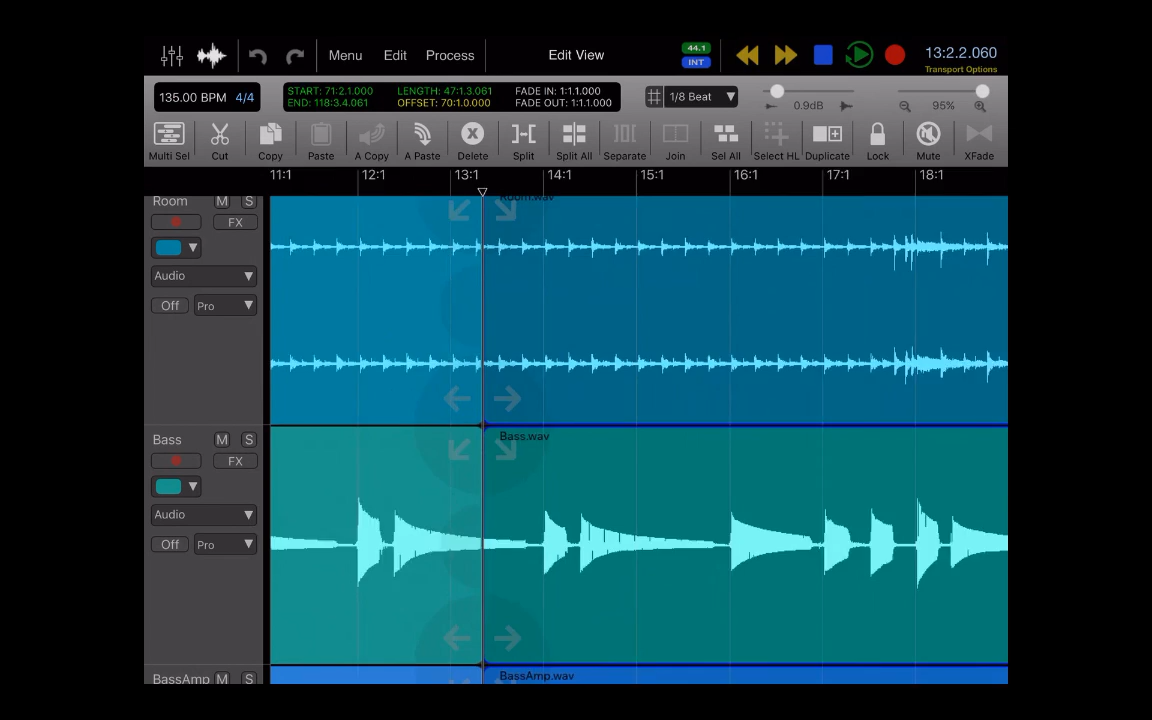 Menu Edit Process Edit View 44.1 INT 13:2.2.060
Transport Options
135.00 BPM 4/4 START: 71:2.1.000 LENGTH: 47:1.3.061 FADE IN: 1:1.1.000 1/8 Beat
END: 118:3.4.061 OFFSET: 70:1.0.000 FADE OUT: 1:1.1.000 0.9dB 95%
Multi Sel Cut Copy Paste A Copy A Paste Delete Split Split All Separate Join Sel All Select HL Duplicate Lock Mute XFade
11:1 12:1 13:1 14:1 15:1 16:1 17:1 18:1
Room M S Room.wav
FX
Audio
Off Pro
Bass M S Bass.wav
FX
Audio
Off Pro
BassAmp M S BassAmp.wav